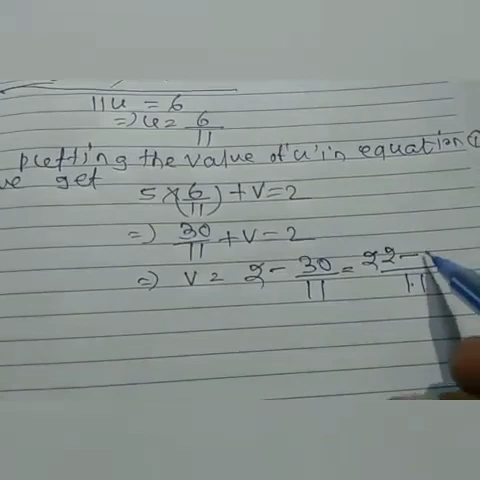 11u = 6
=> u = 6/11
putting the value of 'u' in equation ①
we get
5 × (6/11) + v = 2
=> 30/11 + v = 2
=> v = 2 - 30/11 = 22 - /11